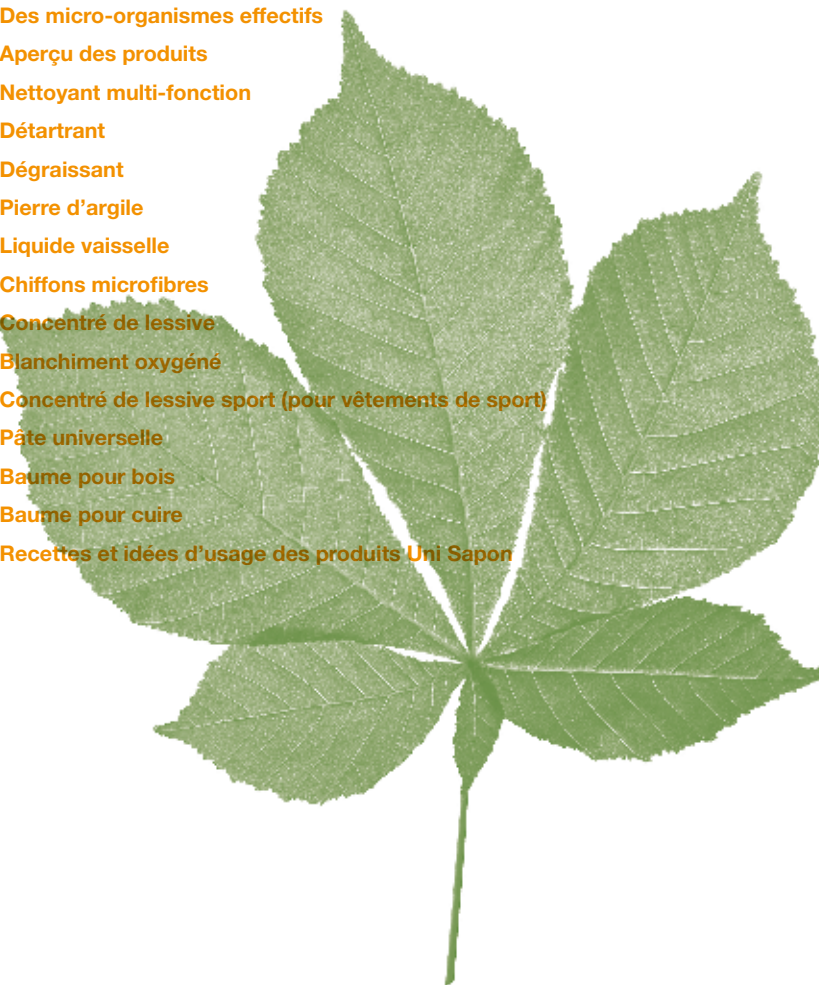 Des micro-organismes effectifs
Aperçu des produits
Nettoyant multi-fonction
Détartrant
Dégraissant
Pierre d’argile
Liquide vaisselle
Chiffons microfibres
Concentré de lessive
Blanchiment oxygéné
Concentré de lessive sport (pour vêtements de sport)
Pâte universelle
Baume pour bois
Baume pour cuire
Recettes et idées d’usage des produits Uni Sapon